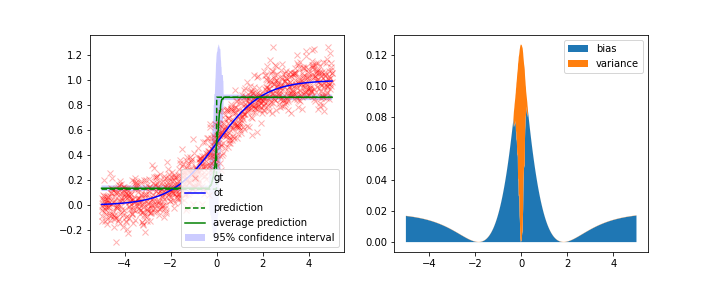 1.2
1.0
0.8
0.6
0.4
0.2
0.0
−0.2
−4 −2 0 2 4
gt
ot
prediction
average prediction
95% confidence interval
0.12
0.10
0.08
0.06
0.04
0.02
0.00
−4 −2 0 2 4
bias
variance